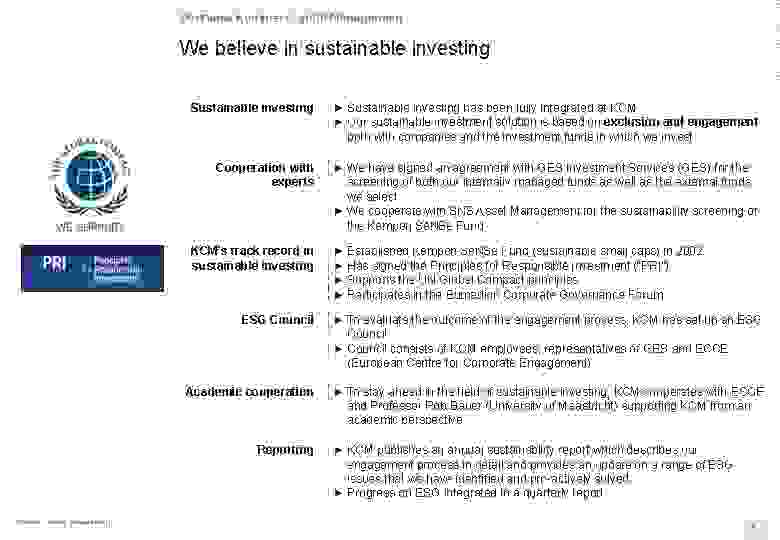 We believe in sustainable investing
Sustainable investing
► Sustainable investing has been fully integrated at KCM
► Our sustainable investment solution is based on exclusion and engagement
both with companies and the investment funds in which we invest
THE GLOBAL COMPACT
WE SUPPORT
Cooperation with
experts
► We have signed an agreement with GES Investment Services (GES) for the
screening of both our internally managed funds as well as the external funds
we select
► We cooperate with SNS Asset Management for the sustainability screening of
the Kempen SeNSe Fund
PRI Principles for Responsible Investment
KCM's track record in
sustainable investing
► Established Kempen SeNSe Fund (sustainable small caps) in 2002
► Has signed the Principles for Responsible Investment ("PRI")
► Supports the UN Global Compact principles
► Participates in the Eumedion Corporate Governance Forum
ESG Council
► To evaluate the outcome of the engagement process, KCM has set up an ESG
Council
► Council consists of KCM employees, representatives of GES and ECCE
(European Centre for Corporate Engagement)
Academic cooperation
► To stay ahead in the field of sustainable investing, KCM cooperates with ECCE
and Professor Rob Bauer (University of Maastricht) supporting KCM from an
academic perspective
Reporting
► KCM publishes an annual sustainability report which describes our
engagement process in detail and provides an update on a range of ESG
issues that we have identified and pro-actively solved
► Progress on ESG integrated in a quarterly report